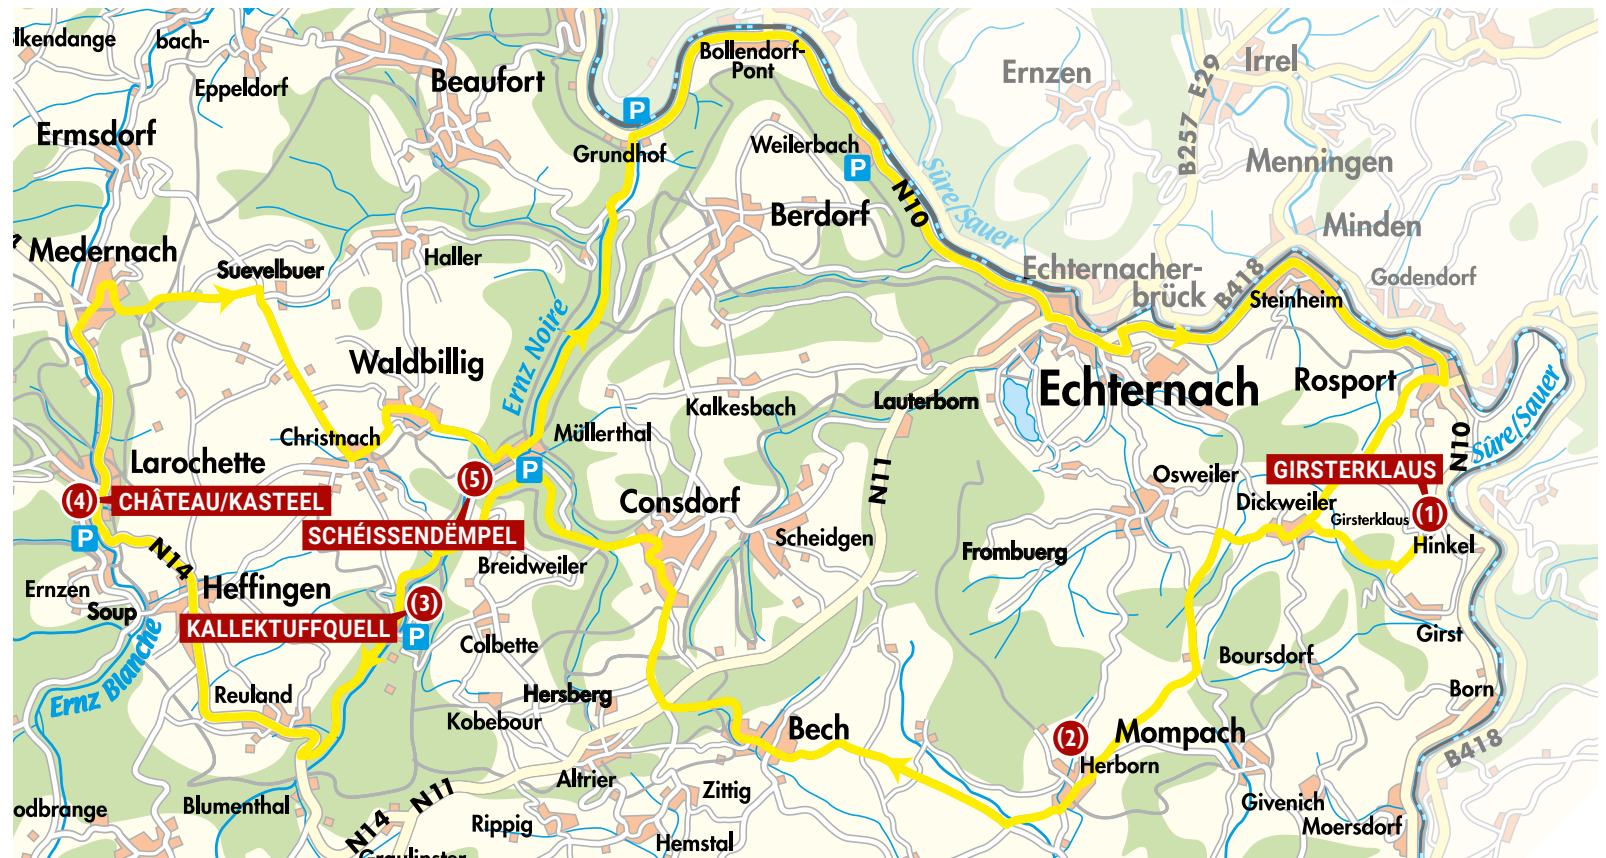 lkendange
bach-
Eppeldorf
Beaufort
Bollendorf-
Pont
P
Ernzen
Irrel
E29
B257
Ermsdorf
Grundhof
Weilerbach
P
Menningen
Medernach
Suevelbuer
Haller
Berdorf
N10
Sûre/Sauer
Minden
Echternacher-
brück
B418
Godendorf
Steinheim
Ernz Noire
Waldbillig
Christnach
Müllerthal
Kalkesbach
Lauterborn
Echternach
Rosport
Sûre/Sauer
N10
Larochette
(4)
CHÂTEAU/KASTEEL
P
(5)
SCHÉISSENDËMPEL
P
Consdorf
Scheidgen
N11
Osweiler
GIRSTERKLAUS
Dickweiler
Girsterklaus
(1)
Hinkel
N14
Ernzen
Soup
Heffingen
Breidweiler
Frombuerg
(3)
KALLEKTUFFQUELL
P
Colbette
Girst
Ernz Blanche
Reuland
Hersberg
Kobebour
Boursdorf
Born
Bech
(2)
Herborn
Mompach
B418
Altrier
Zittig
odbrange
Blumenthal
N14
N11
Rippig
Hemstal
Givenich
Moersdorf
Graulinster